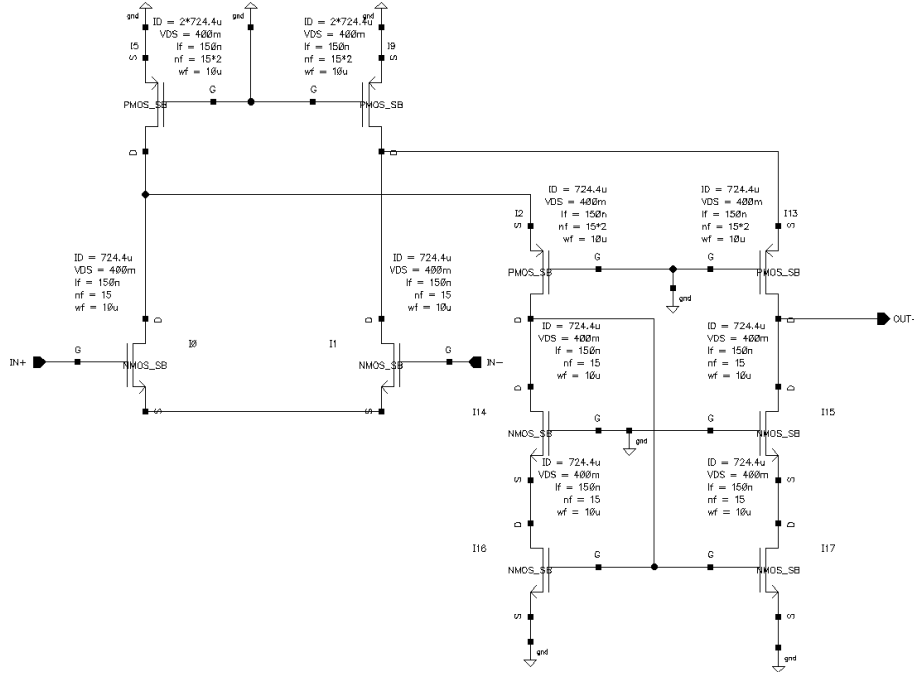 gnd
gnd
gnd
ID = 2*724.4u
VDS = 400m
lf = 150n
nf = 15*2
wf = 10u
ID = 2*724.4u
VDS = 400m
lf = 150n
nf = 15*2
wf = 10u
I5
S
I9
S
PMOS_SB
G
G
PMOS_SB
D
D
ID = 724.4u
VDS = 400m
lf = 150n
nf = 15*2
wf = 10u
ID = 724.4u
VDS = 400m
lf = 150n
nf = 15*2
wf = 10u
I2
S
I13
S
PMOS_SB
G
G
PMOS_SB
gnd
D
D
OUT-
ID = 724.4u
VDS = 400m
lf = 150n
nf = 15
wf = 10u
ID = 724.4u
VDS = 400m
lf = 150n
nf = 15
wf = 10u
D
D
I0
I1
IN+
G
NMOS_SB
NMOS_SB
G
IN-
S
S
ID = 724.4u
VDS = 400m
lf = 150n
nf = 15
wf = 10u
ID = 724.4u
VDS = 400m
lf = 150n
nf = 15
wf = 10u
D
D
I14
I15
NMOS_SB
G
G
NMOS_SB
gnd
S
S
ID = 724.4u
VDS = 400m
lf = 150n
nf = 15
wf = 10u
ID = 724.4u
VDS = 400m
lf = 150n
nf = 15
wf = 10u
D
D
I16
I17
NMOS_SB
G
G
NMOS_SB
S
S
gnd
gnd